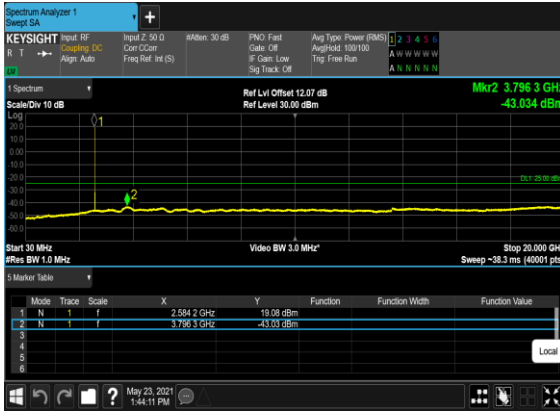 Spectrum Analyzer 1
Swept SA
+
KEYSIGHT Input: RF Input Z: 50 Ω #Atten: 30 dB PNO: Fast Avg Type: Power (RMS) 1 2 3 4 5 6
R T Coupling: DC Corr CCorr Gate: Off Avg|Hold: 100/100 A W W W W W
Align: Auto Freq Ref: Int (S) IF Gain: Low Trig: Free Run
Sig Track: Off A N N N N N
1 Spectrum Ref Lvl Offset 12.07 dB Mkr2 3.796 3 GHz
Scale/Div 10 dB Ref Level 30.00 dBm -43.034 dBm
Log
20.0 1
10.0
0.00
-10.0
-20.0 DL1 25.00 dBm
-30.0
-40.0 2
-50.0
-60.0
Start 30 MHz Video BW 3.0 MHz* Stop 20.000 GHz
#Res BW 1.0 MHz Sweep ~38.3 ms (40001 pts
5 Marker Table
Mode Trace Scale X Y Function Function Width Function Value
1 N 1 f 2.584 2 GHz 19.08 dBm
2 N 1 f 3.796 3 GHz -43.03 dBm
3
4
5
6
Local
? May 23, 2021
1:44:11 PM